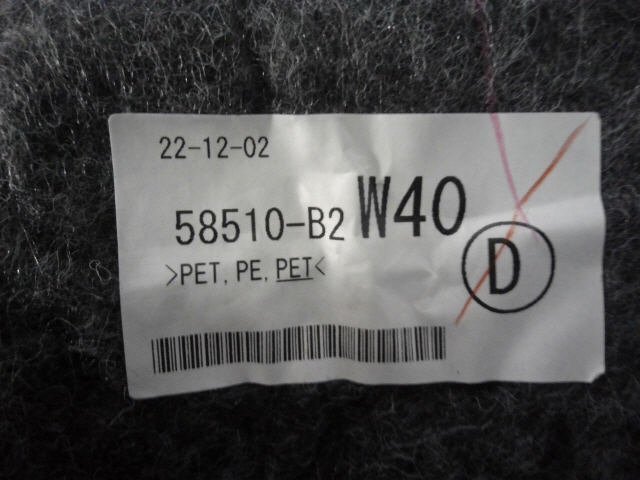 22-12-02
58510-B2 W40
>PET, PE, PET<
D